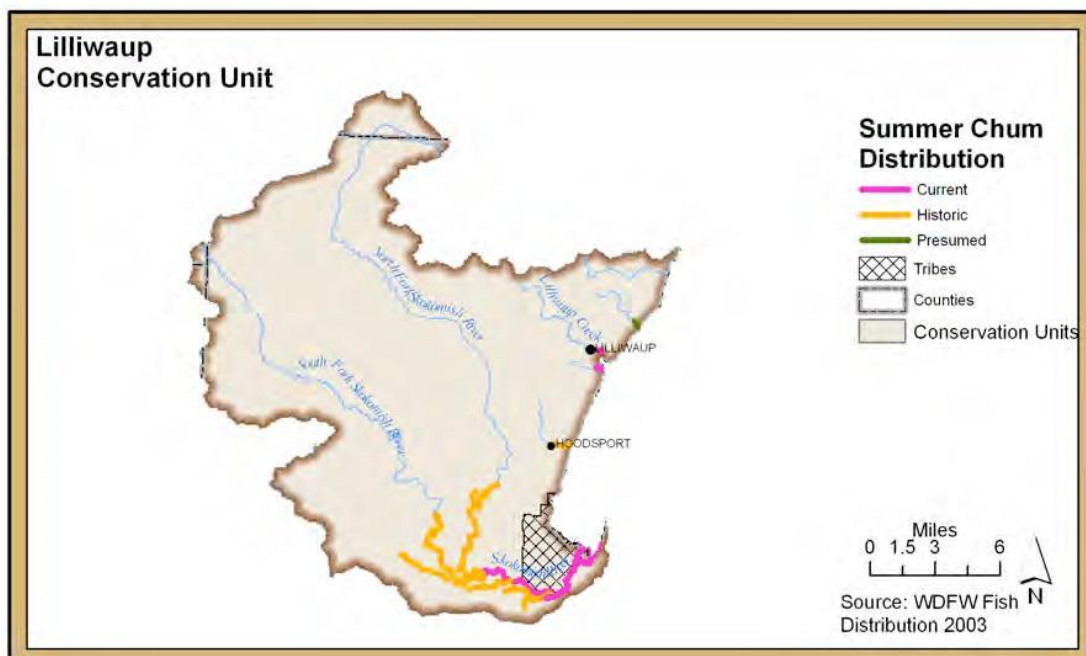 Lilliwaup
Conservation Unit
Summer Chum
Distribution
Current
Historic
Presumed
Tribes
Counties
Conservation Units
North Fork Skokomish River
Lilliwaup Creek
LILLIWAUP
South Fork Skokomish River
HOODSPORT
Miles
0 1.5 3 6
N
Source: WDFW Fish
Distribution 2003